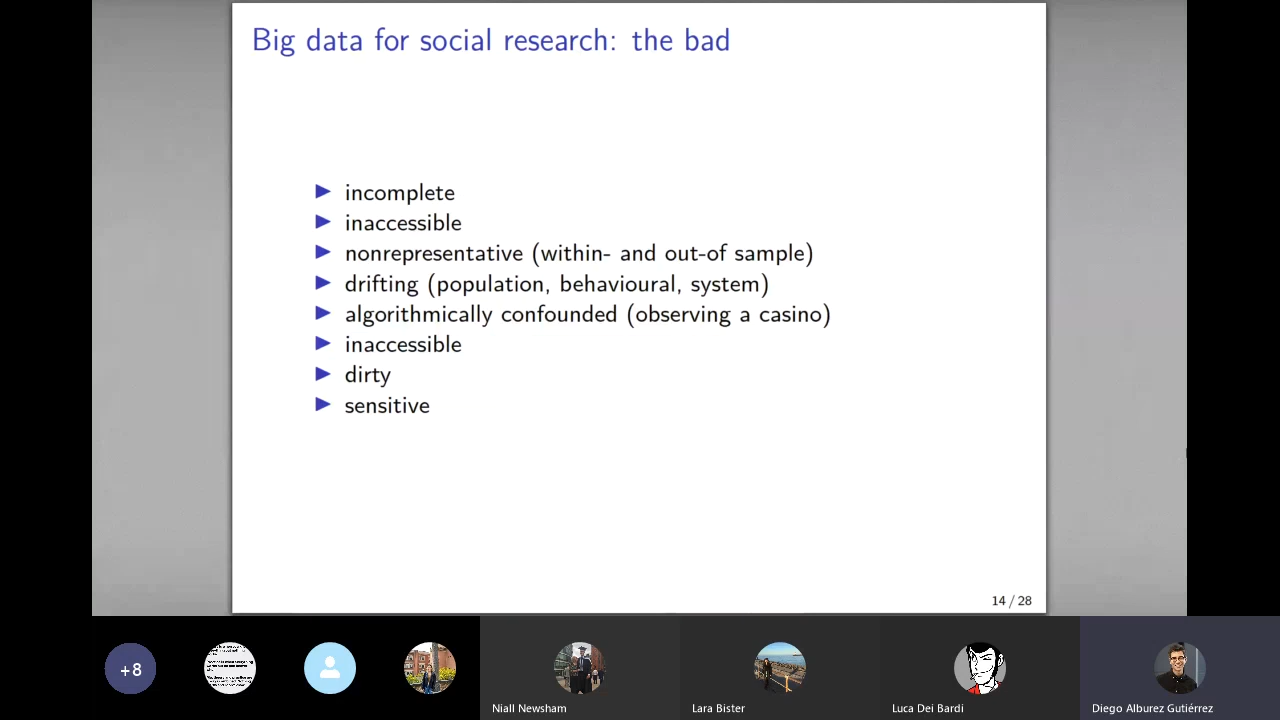 Big data for social research: the bad
▶ incomplete
▶ inaccessible
▶ nonrepresentative (within- and out-of sample)
▶ drifting (population, behavioural, system)
▶ algorithmically confounded (observing a casino)
▶ inaccessible
▶ dirty
▶ sensitive
14 / 28
+8
Niall Newsham
Lara Bister
Luca Dei Bardi
Diego Alburez Gutiérrez